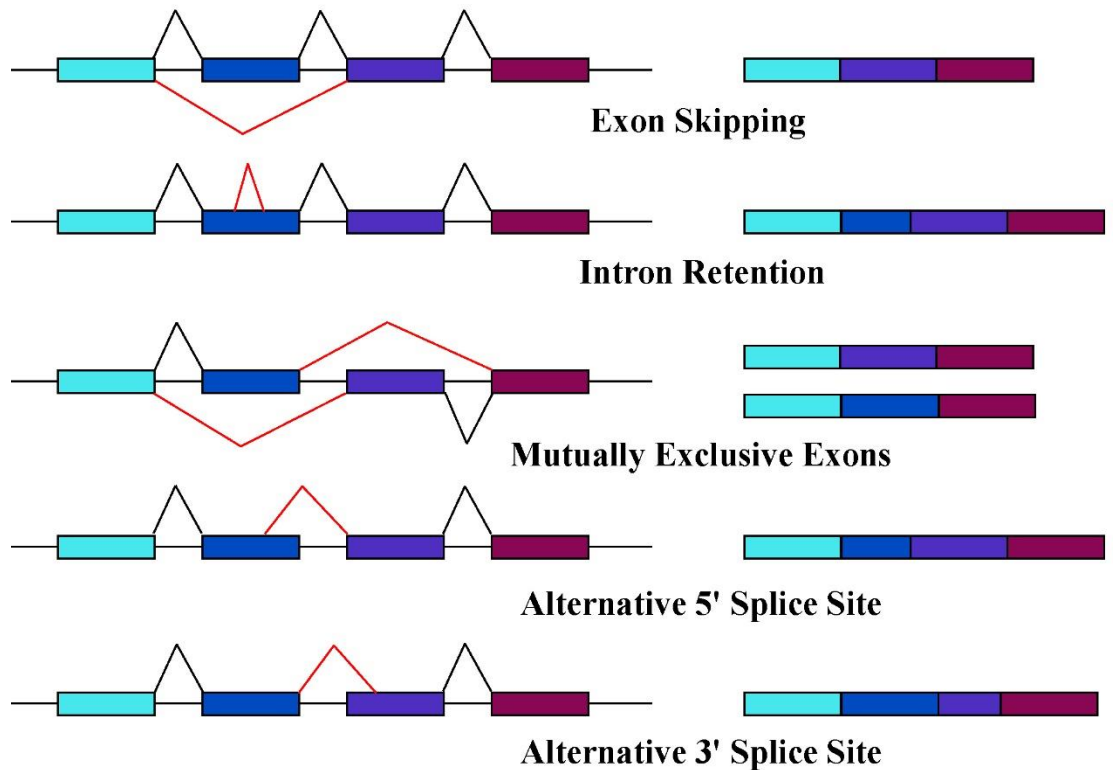 Exon Skipping
Intron Retention
Mutually Exclusive Exons
Alternative 5' Splice Site
Alternative 3' Splice Site